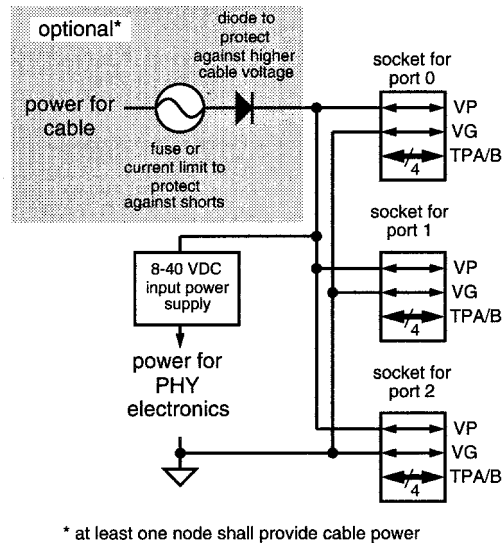 optional*
diode to
protect
against higher
cable voltage
power for
cable
fuse or
current limit to
protect
against shorts
socket for
port 0
VP
VG
TPA/B
4
socket for
port 1
VP
VG
TPA/B
4
8-40 VDC
input power
supply
power for
PHY
electronics
socket for
port 2
VP
VG
TPA/B
4
* at least one node shall provide cable power